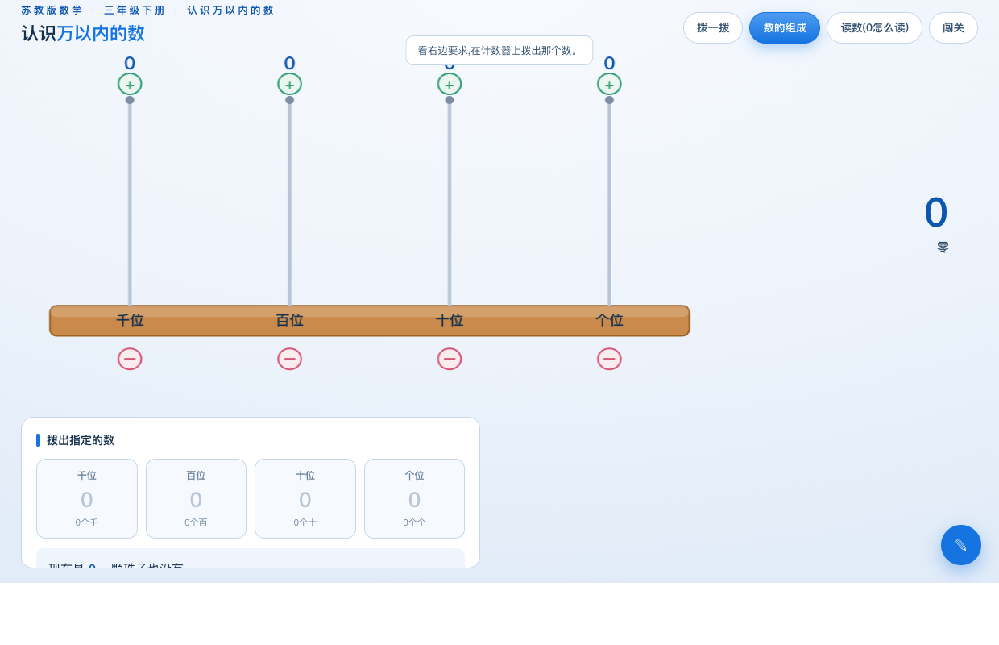 苏教版数学 · 三年级下册 · 认识万以内的数
认识万以内的数
拨一拨
数的组成
读数(0怎么读)
闯关
看右边要求,在计数器上拨出那个数。
0
0
0
0
+
+
+
+
0
零
千位
百位
十位
个位
−
−
−
−
拨出指定的数
千位
0
0个千
百位
0
0个百
十位
0
0个十
个位
0
0个个
现在是 0
颗珠子也没有